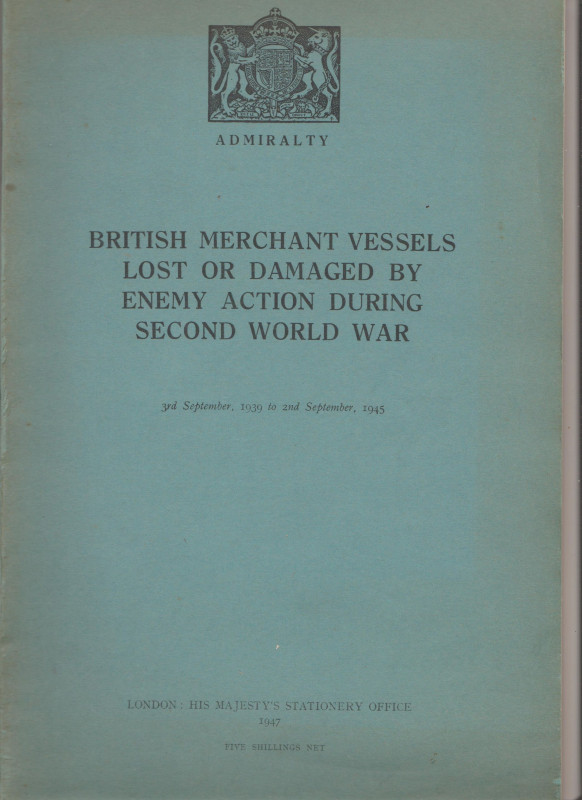 ADMIRALTY
BRITISH MERCHANT VESSELS
LOST OR DAMAGED BY
ENEMY ACTION DURING
SECOND WORLD WAR
3rd September, 1939 to 2nd September, 1945
LONDON: HIS MAJESTY'S STATIONERY OFFICE
1947
FIVE SHILLINGS NET